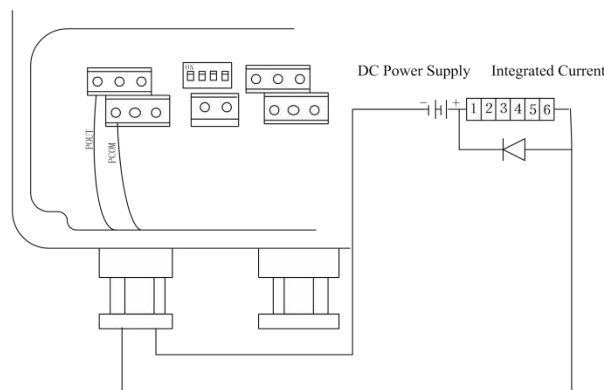 ON
DC Power Supply
Integrated Current
- +
1 2 3 4 5 6
POUT
PCOM